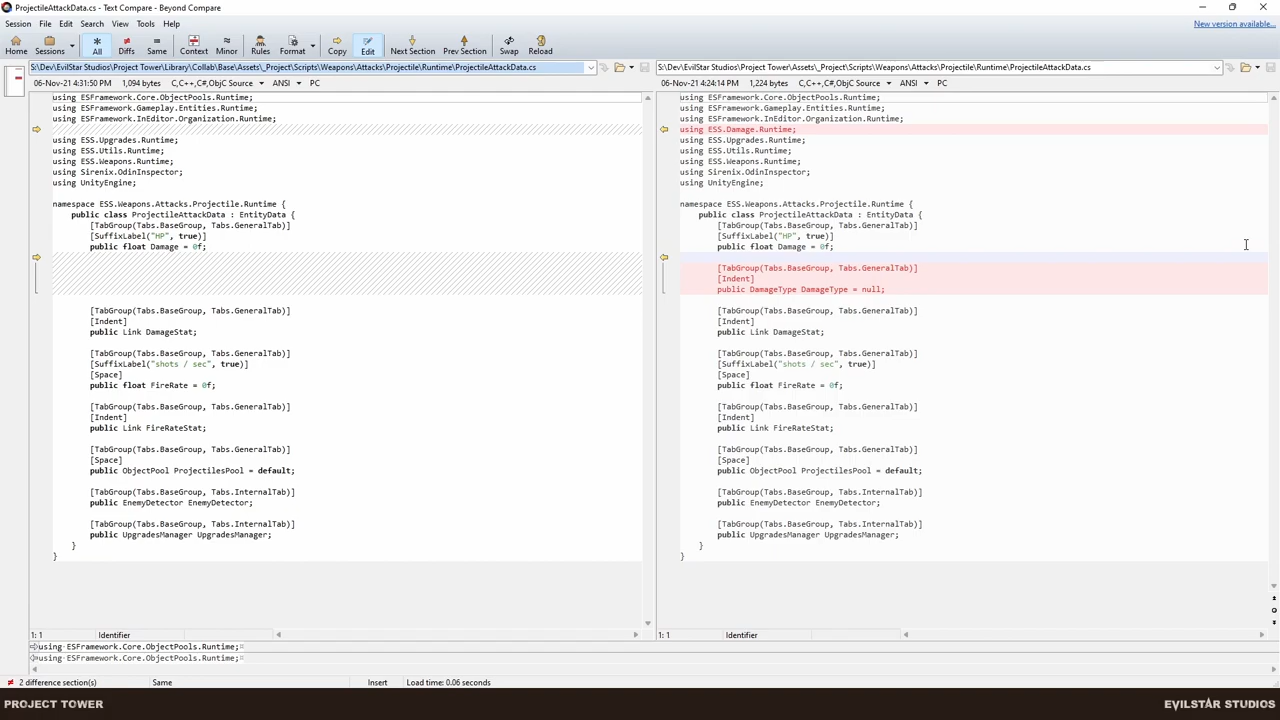 ProjectileAttackData.cs - Text Compare - Beyond Compare
Session File Edit Search View Tools Help
New version available...
Home Sessions All Diffs Same Context Minor Rules Format Copy Edit Next Section Prev Section Swap Reload
S:\Dev\EvilStar Studios\Project Tower\Library\Collab\Base\Assets\_Project\Scripts\Weapons\Attacks\Projectile\Runtime\ProjectileAttackData.cs
06-Nov-21 4:31:50 PM 1,094 bytes C,C++,C#,ObjC Source ANSI PC
using ESFramework.Core.ObjectPools.Runtime;
using ESFramework.Gameplay.Entities.Runtime;
using ESFramework.InEditor.Organization.Runtime;
using ESS.Upgrades.Runtime;
using ESS.Utils.Runtime;
using ESS.Weapons.Runtime;
using Sirenix.OdinInspector;
using UnityEngine;
namespace ESS.Weapons.Attacks.Projectile.Runtime {
public class ProjectileAttackData : EntityData {
[TabGroup(Tabs.BaseGroup, Tabs.GeneralTab)]
[SuffixLabel("HP", true)]
public float Damage = 0f;
[TabGroup(Tabs.BaseGroup, Tabs.GeneralTab)]
[Indent]
public Link DamageStat;
[TabGroup(Tabs.BaseGroup, Tabs.GeneralTab)]
[SuffixLabel("shots / sec", true)]
[Space]
public float FireRate = 0f;
[TabGroup(Tabs.BaseGroup, Tabs.GeneralTab)]
[Indent]
public Link FireRateStat;
[TabGroup(Tabs.BaseGroup, Tabs.GeneralTab)]
[Space]
public ObjectPool ProjectilesPool = default;
[TabGroup(Tabs.BaseGroup, Tabs.InternalTab)]
public EnemyDetector EnemyDetector;
[TabGroup(Tabs.BaseGroup, Tabs.InternalTab)]
public UpgradesManager UpgradesManager;
}
}
1: 1 Identifier
S:\Dev\EvilStar Studios\Project Tower\Assets\_Project\Scripts\Weapons\Attacks\Projectile\Runtime\ProjectileAttackData.cs
06-Nov-21 4:24:14 PM 1,224 bytes C,C++,C#,ObjC Source ANSI PC
using ESFramework.Core.ObjectPools.Runtime;
using ESFramework.Gameplay.Entities.Runtime;
using ESFramework.InEditor.Organization.Runtime;
using ESS.Damage.Runtime;
using ESS.Upgrades.Runtime;
using ESS.Utils.Runtime;
using ESS.Weapons.Runtime;
using Sirenix.OdinInspector;
using UnityEngine;
namespace ESS.Weapons.Attacks.Projectile.Runtime {
public class ProjectileAttackData : EntityData {
[TabGroup(Tabs.BaseGroup, Tabs.GeneralTab)]
[SuffixLabel("HP", true)]
public float Damage = 0f;
[TabGroup(Tabs.BaseGroup, Tabs.GeneralTab)]
[Indent]
public DamageType DamageType = null;
[TabGroup(Tabs.BaseGroup, Tabs.GeneralTab)]
[Indent]
public Link DamageStat;
[TabGroup(Tabs.BaseGroup, Tabs.GeneralTab)]
[SuffixLabel("shots / sec", true)]
[Space]
public float FireRate = 0f;
[TabGroup(Tabs.BaseGroup, Tabs.GeneralTab)]
[Indent]
public Link FireRateStat;
[TabGroup(Tabs.BaseGroup, Tabs.GeneralTab)]
[Space]
public ObjectPool ProjectilesPool = default;
[TabGroup(Tabs.BaseGroup, Tabs.InternalTab)]
public EnemyDetector EnemyDetector;
[TabGroup(Tabs.BaseGroup, Tabs.InternalTab)]
public UpgradesManager UpgradesManager;
}
}
1: 1 Identifier
using·ESFramework.Core.ObjectPools.Runtime;¤
using·ESFramework.Core.ObjectPools.Runtime;¤
2 difference section(s) Same Insert Load time: 0.06 seconds
PROJECT TOWER
EVILSTAR STUDIOS